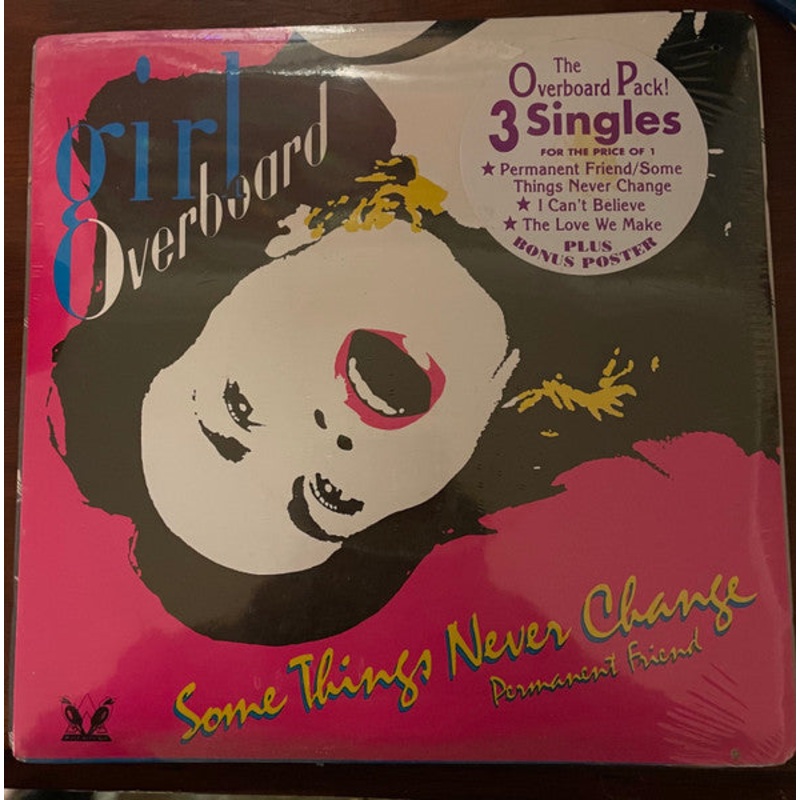 girl
Overboard
The
Overboard Pack!
3 Singles
FOR THE PRICE OF 1
★ Permanent Friend/Some
Things Never Change
★ I Can't Believe
★ The Love We Make
PLUS
BONUS POSTER
Some Things Never Change
Permanent Friend